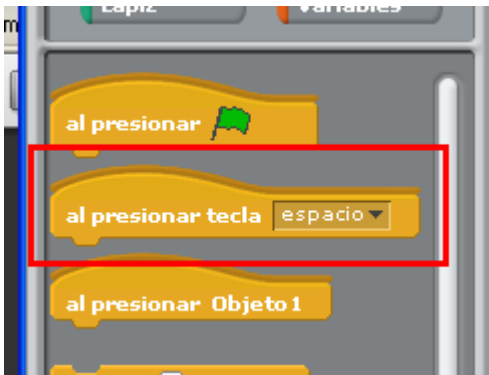 Lápiz Variables
al presionar
al presionar tecla espacio
al presionar Objeto1